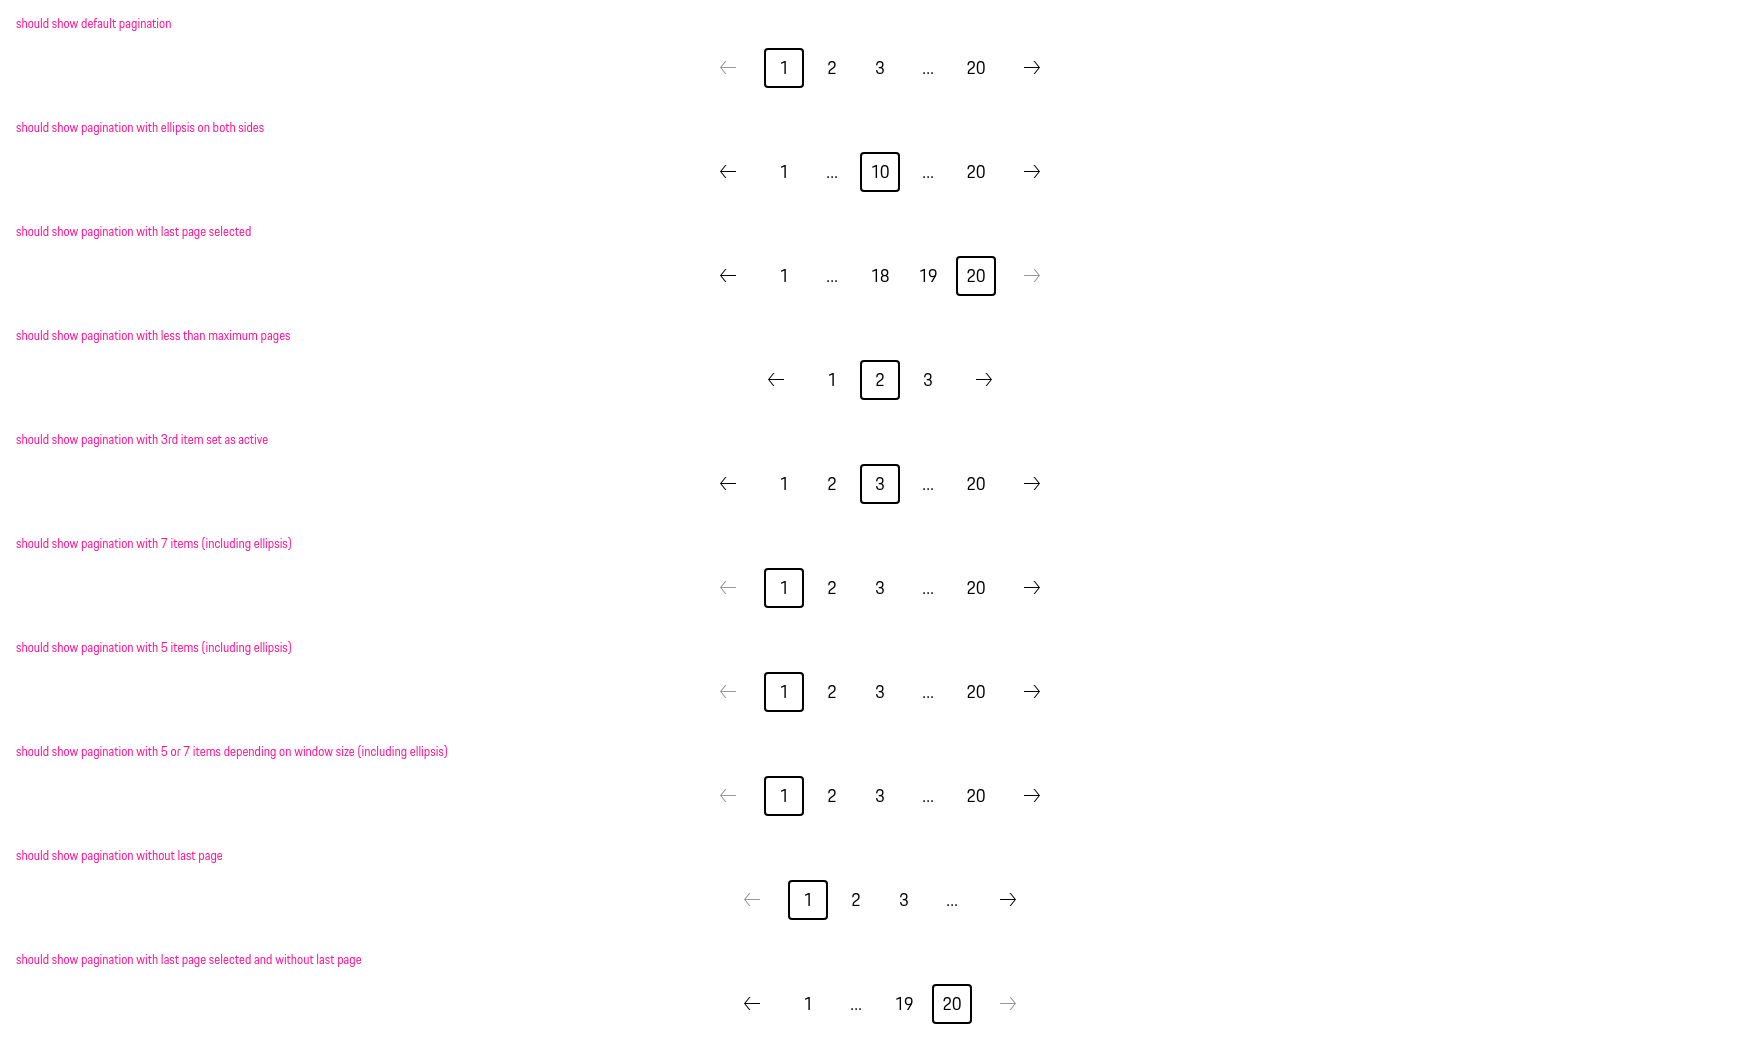 should show default pagination
1 2 3 ... 20
should show pagination with ellipsis on both sides
1 ... 10 ... 20
should show pagination with last page selected
1 ... 18 19 20
should show pagination with less than maximum pages
1 2 3
should show pagination with 3rd item set as active
1 2 3 ... 20
should show pagination with 7 items (including ellipsis)
1 2 3 ... 20
should show pagination with 5 items (including ellipsis)
1 2 3 ... 20
should show pagination with 5 or 7 items depending on window size (including ellipsis)
1 2 3 ... 20
should show pagination without last page
1 2 3 ...
should show pagination with last page selected and without last page
1 ... 19 20